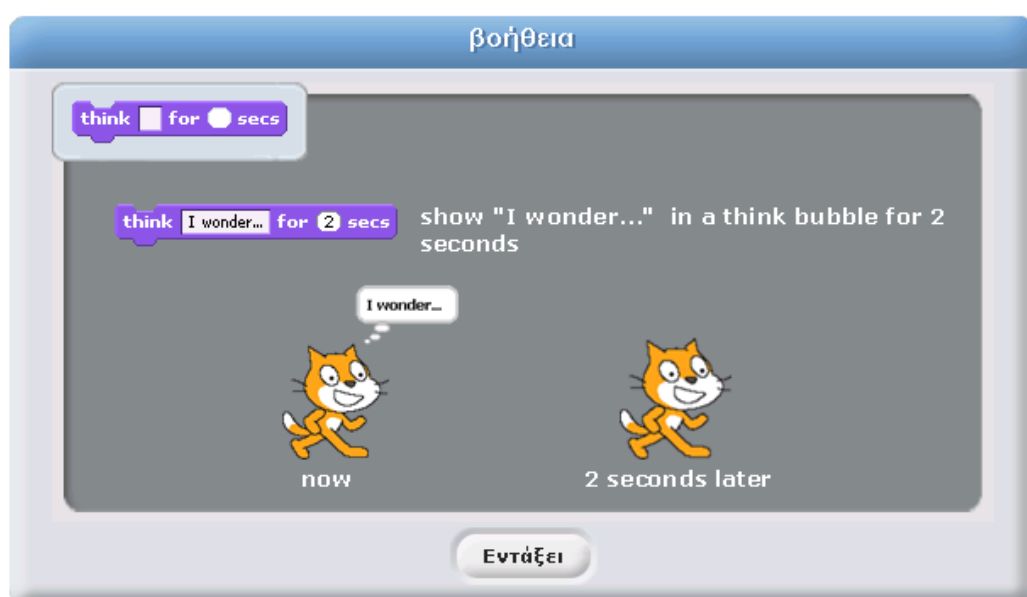 βοήθεια
think for secs
think I wonder... for 2 secs
show "I wonder..." in a think bubble for 2
seconds
I wonder...
now
2 seconds later
Εντάξει